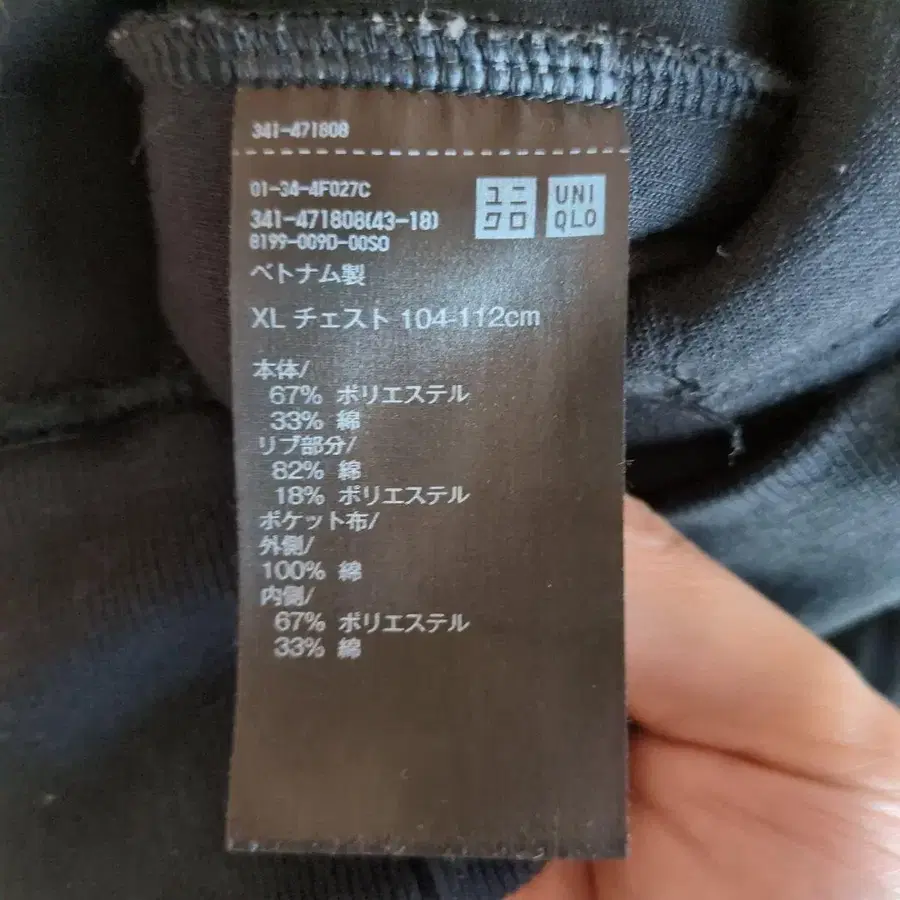 341-471808
01-34-4F027C
341-471808(43-18)
8199-009D-00SO
ユニ
クロ
UNI
QLO
ベトナム製
XL チェスト 104-112cm
本体/
67% ポリエステル
33% 綿
リブ部分/
82% 綿
18% ポリエステル
ポケット布/
外側/
100% 綿
内側/
67% ポリエステル
33% 綿